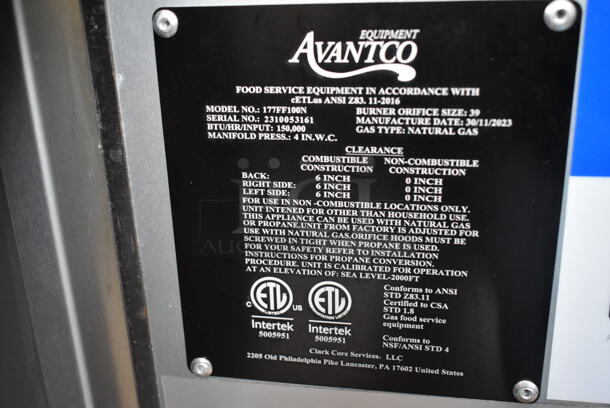 EQUIPMENT
AVANTCO
FOOD SERVICE EQUIPMENT IN ACCORDANCE WITH
cETLus ANSI Z83. 11-2016
MODEL NO.: 177FF100N BURNER ORIFICE SIZE: 39
SERIAL NO.: 2310053161 MANUFACTURE DATE: 30/11/2023
BTU/HR/INPUT: 150,000 GAS TYPE: NATURAL GAS
MANIFOLD PRESS.: 4 IN.W.C.
CLEARANCE
COMBUSTIBLE NON-COMBUSTIBLE
CONSTRUCTION CONSTRUCTION
BACK: 6 INCH 0 INCH
RIGHT SIDE: 6 INCH 0 INCH
LEFT SIDE: 6 INCH 0 INCH
FOR USE IN NON -COMBUSTIBLE LOCATIONS ONLY.
UNIT INTENED FOR OTHER THAN HOUSEHOLD USE.
THIS APPLIANCE CAN BE USED WITH NATURAL GAS
OR PROPANE.UNIT FROM FACTORY IS ADJUSTED FOR
USE WITH NATURAL GAS.ORIFICE HOODS MUST BE
SCREWED IN TIGHT WHEN PROPANE IS USED.
FOR YOUR SAFETY REFER TO INSTALLATION
INSTRUCTIONS FOR PROPANE CONVERSION.
PROCEDURE. UNIT IS CALIBRATED FOR OPERATION
AT AN ELEVATION OF: SEA LEVEL-2000FT
C ETL US ETL
Intertek Intertek
5005951 5005951
Conforms to ANSI
STD Z83.11
Certified to CSA
STD 1.8
Gas food service
equipment
Conforms to
NSF/ANSI STD 4
Clark Core Services, LLC
2205 Old Philadelphia Pike Lancaster, PA 17602 United States